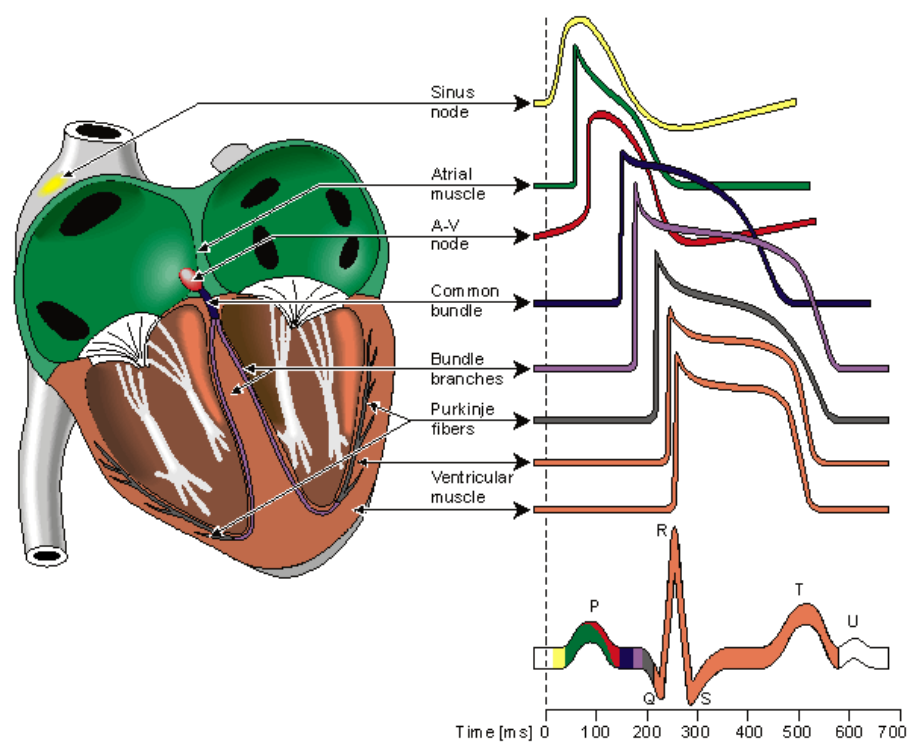 Sinus
node
Atrial
muscle
A-V
node
Common
bundle
Bundle
branches
Purkinje
fibers
Ventricular
muscle
R
P
T
U
Q
S
Time [ms] 0 100 200 300 400 500 600 700